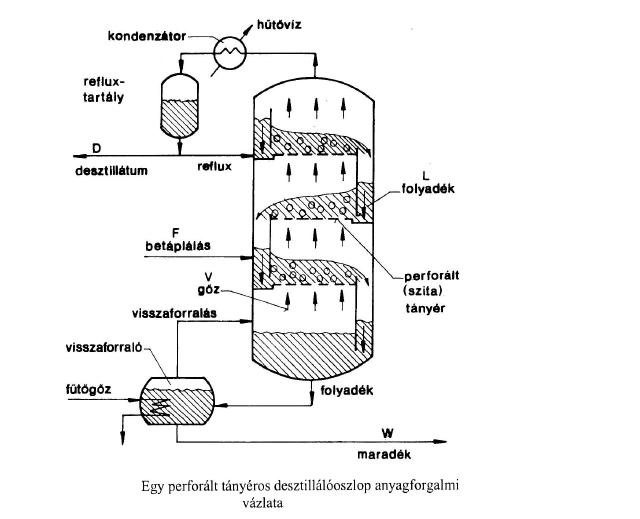 hűtővíz
kondenzátor
reflux-
tartály
D
desztillátum
reflux
L
folyadék
F
betáplálás
V
gőz
perforált
(szita)
tányér
visszaforralás
visszaforraló
fűtőgőz
folyadék
W
maradék
Egy perforált tányéros desztillálóoszlop anyagforgalmi
vázlata